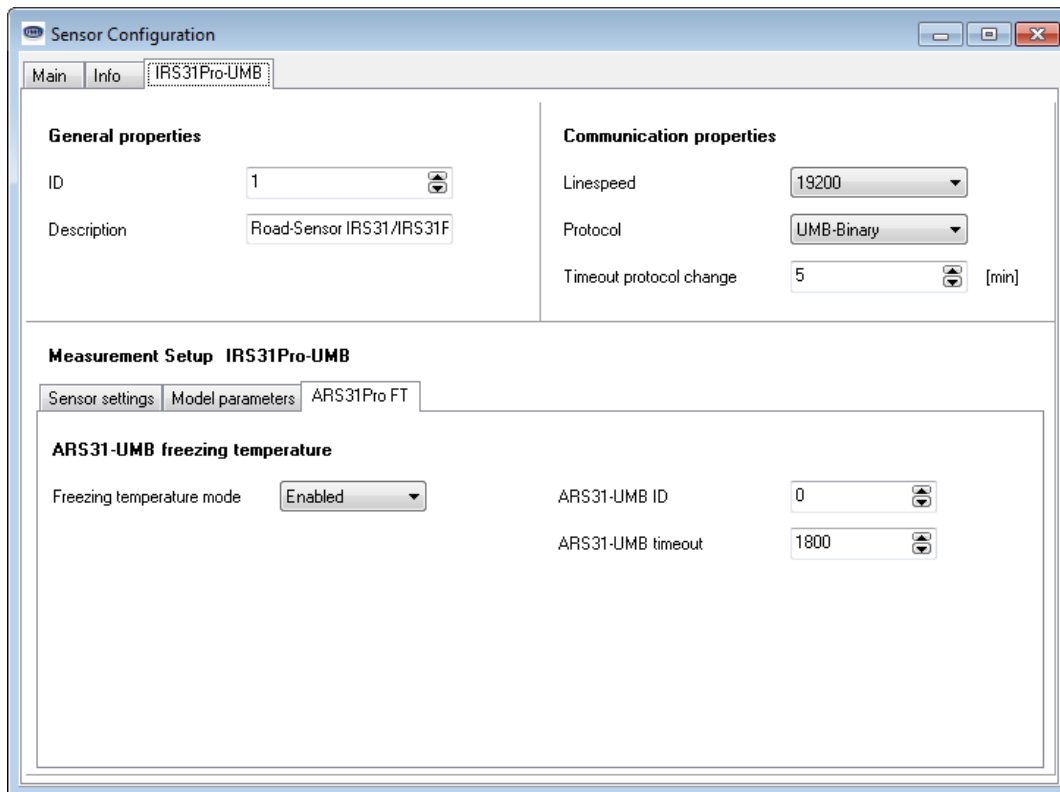 Sensor Configuration
Main Info IRS31Pro-UMB
General properties
ID 1
Description Road-Sensor IRS31/IRS31P
Communication properties
Linespeed 19200
Protocol UMB-Binary
Timeout protocol change 5 [min]
Measurement Setup IRS31Pro-UMB
Sensor settings Model parameters ARS31Pro FT
ARS31-UMB freezing temperature
Freezing temperature mode Enabled
ARS31-UMB ID 0
ARS31-UMB timeout 1800